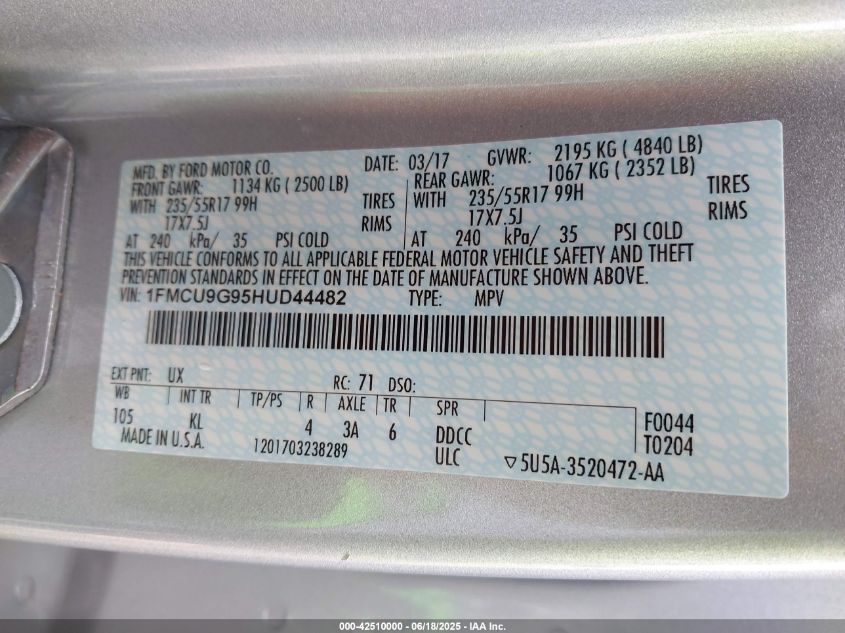 MFD. BY FORD MOTOR CO. DATE: 03/17 GVWR: 2195 KG ( 4840 LB)
FRONT GAWR: 1134 KG ( 2500 LB) REAR GAWR: 1067 KG ( 2352 LB)
WITH 235/55R17 99H TIRES WITH 235/55R17 99H TIRES
17X7.5J RIMS 17X7.5J RIMS
AT 240 kPa/ 35 PSI COLD AT 240 kPa/ 35 PSI COLD
THIS VEHICLE CONFORMS TO ALL APPLICABLE FEDERAL MOTOR VEHICLE SAFETY AND THEFT
PREVENTION STANDARDS IN EFFECT ON THE DATE OF MANUFACTURE SHOWN ABOVE.
VIN: 1FMCU9G95HUD44482 TYPE: MPV
EXT PNT: UX RC: 71 DSO:
WB INT TR TP/PS R AXLE TR SPR
105 KL 4 3A 6 DDCC F0044
MADE IN U.S.A. 1201703238289 ULC T0204
▽5U5A-3520472-AA
000-42510000 - 06/18/2025 - IAA Inc.